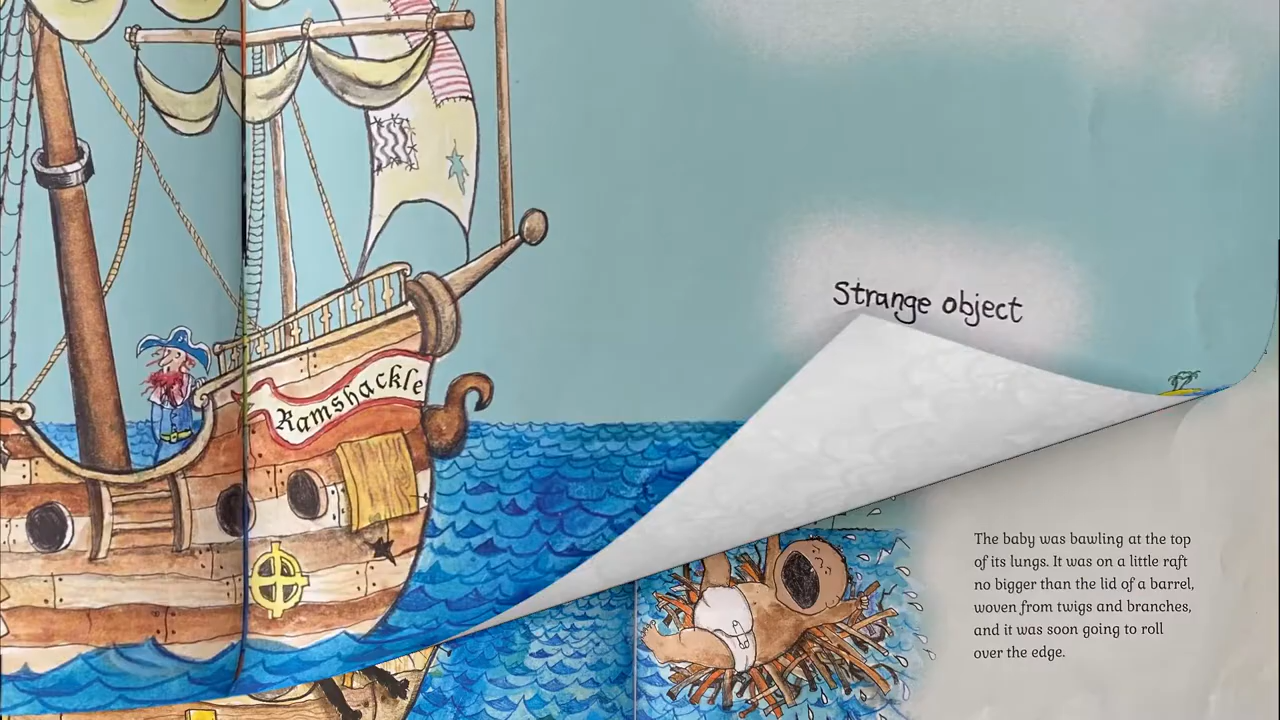 Ramshackle
Strange object
The baby was bawling at the top
of its lungs. It was on a little raft
no bigger than the lid of a barrel,
woven from twigs and branches,
and it was soon going to roll
over the edge.